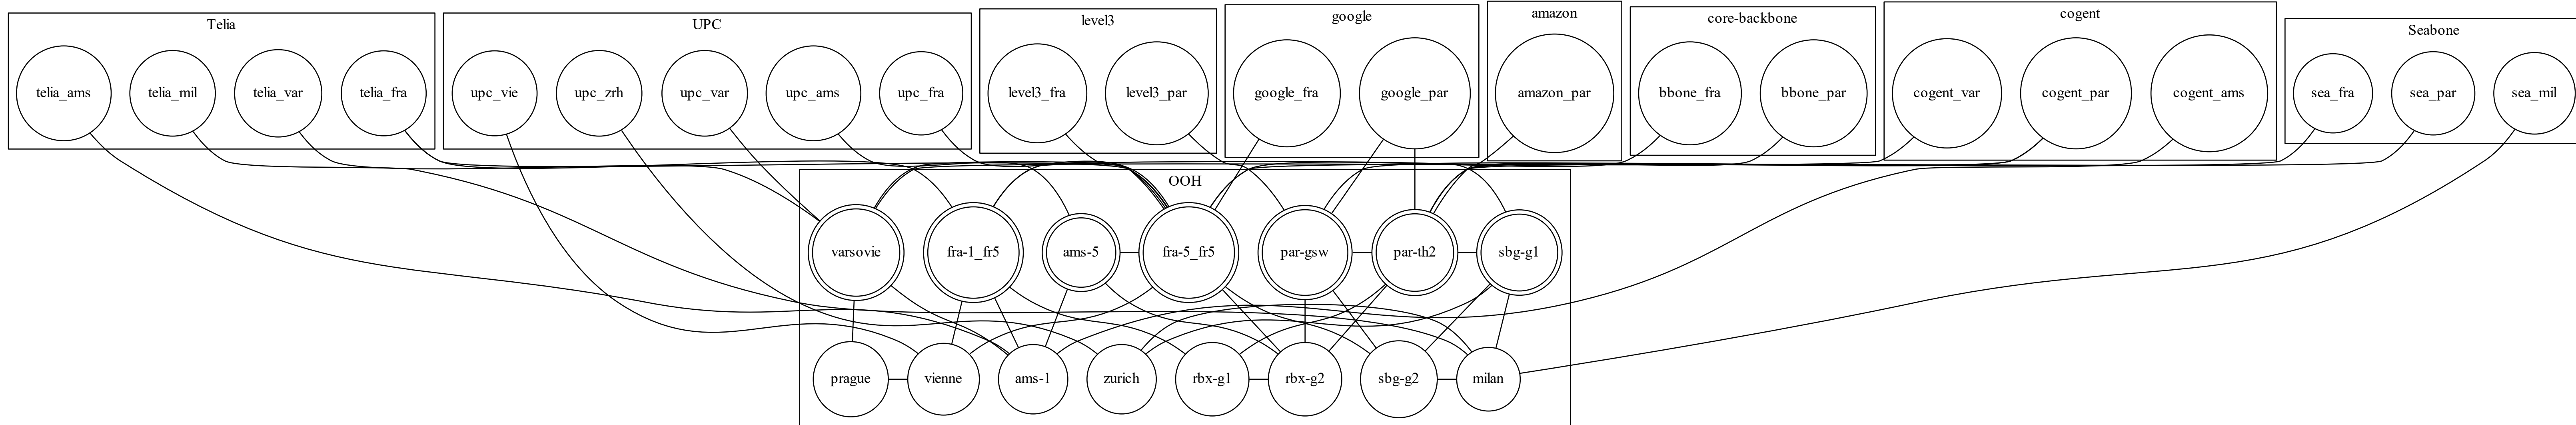 Telia
UPC
level3
google
amazon
core-backbone
cogent
Seabone
telia_ams
telia_mil
telia_var
telia_fra
upc_vie
upc_zrh
upc_var
upc_ams
upc_fra
level3_fra
level3_par
google_fra
google_par
amazon_par
bbone_fra
bbone_par
cogent_var
cogent_par
cogent_ams
sea_fra
sea_par
sea_mil
OOH
varsovie
fra-1_fr5
ams-5
fra-5_fr5
par-gsw
par-th2
sbg-g1
prague
vienne
ams-1
zurich
rbx-g1
rbx-g2
sbg-g2
milan